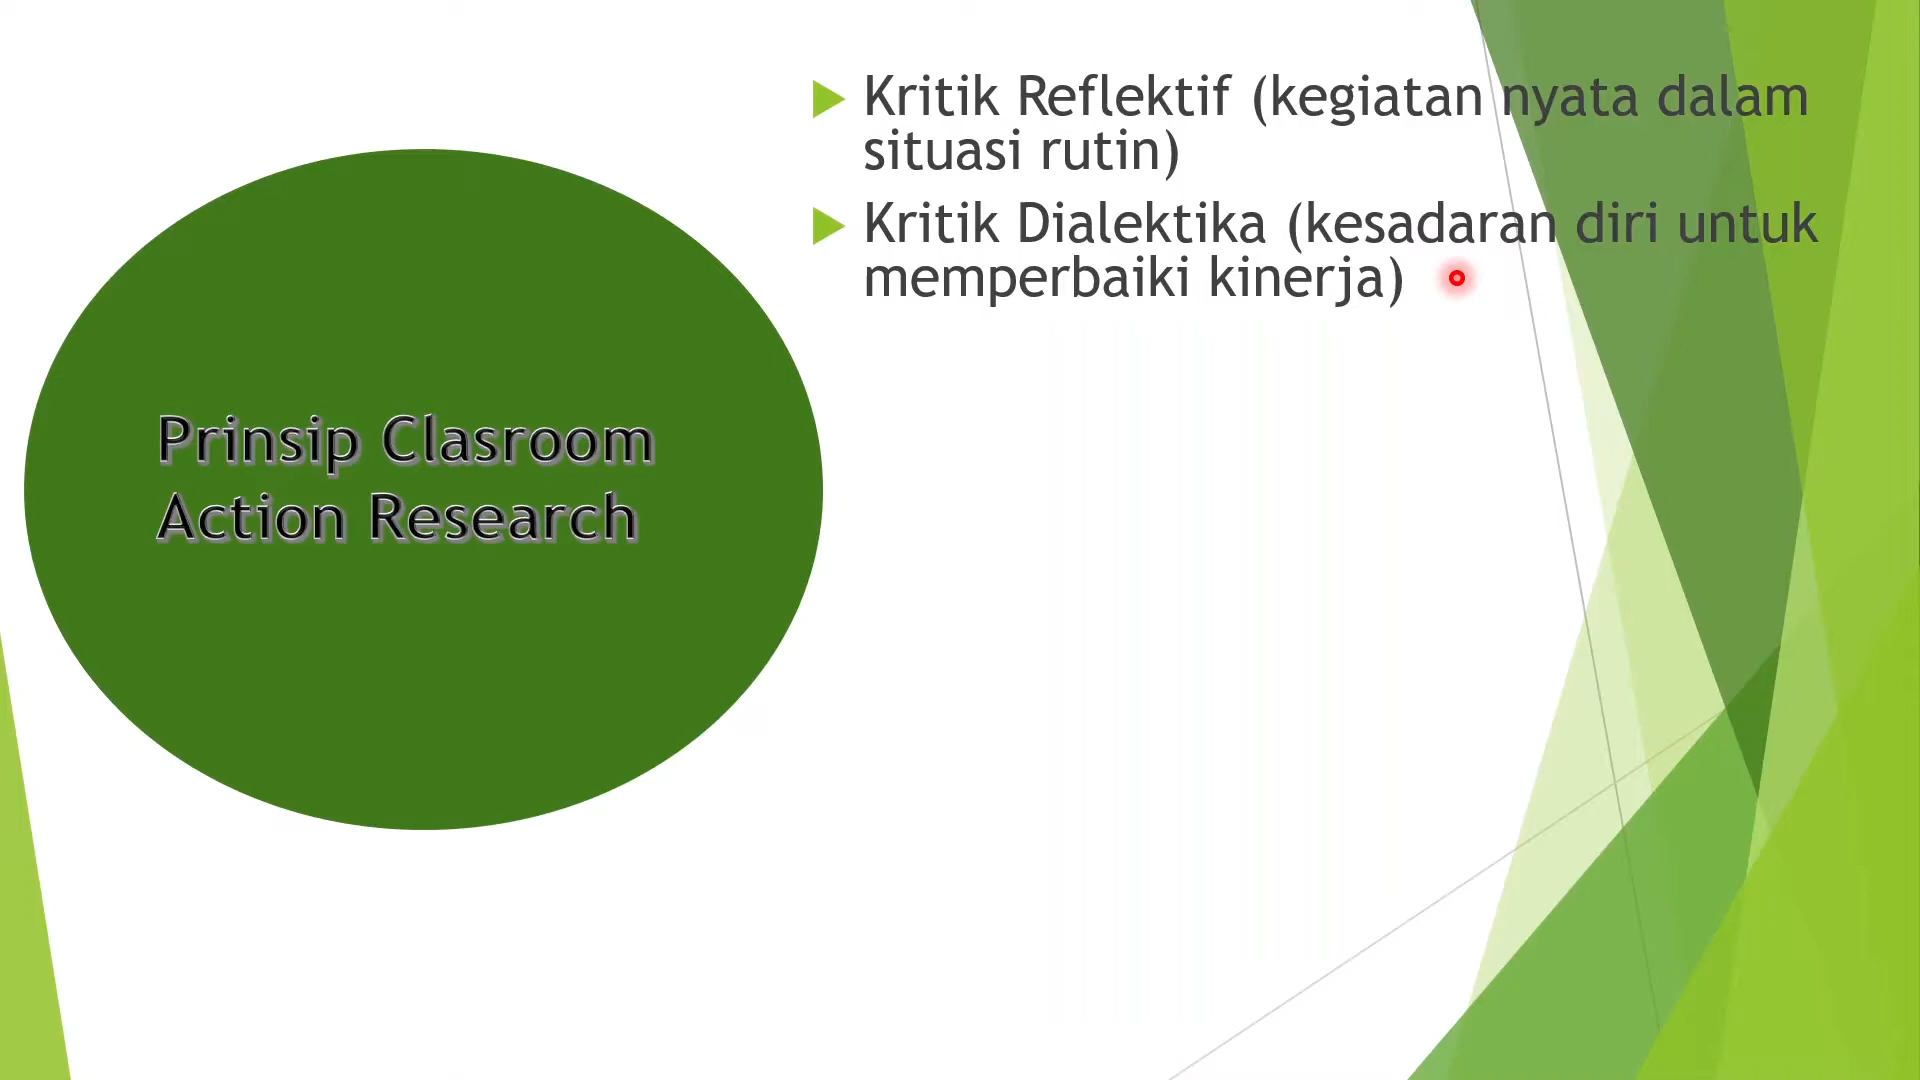 Prinsip Clasroom
Action Research
Kritik Reflektif (kegiatan nyata dalam
situasi rutin)
Kritik Dialektika (kesadaran diri untuk
memperbaiki kinerja)